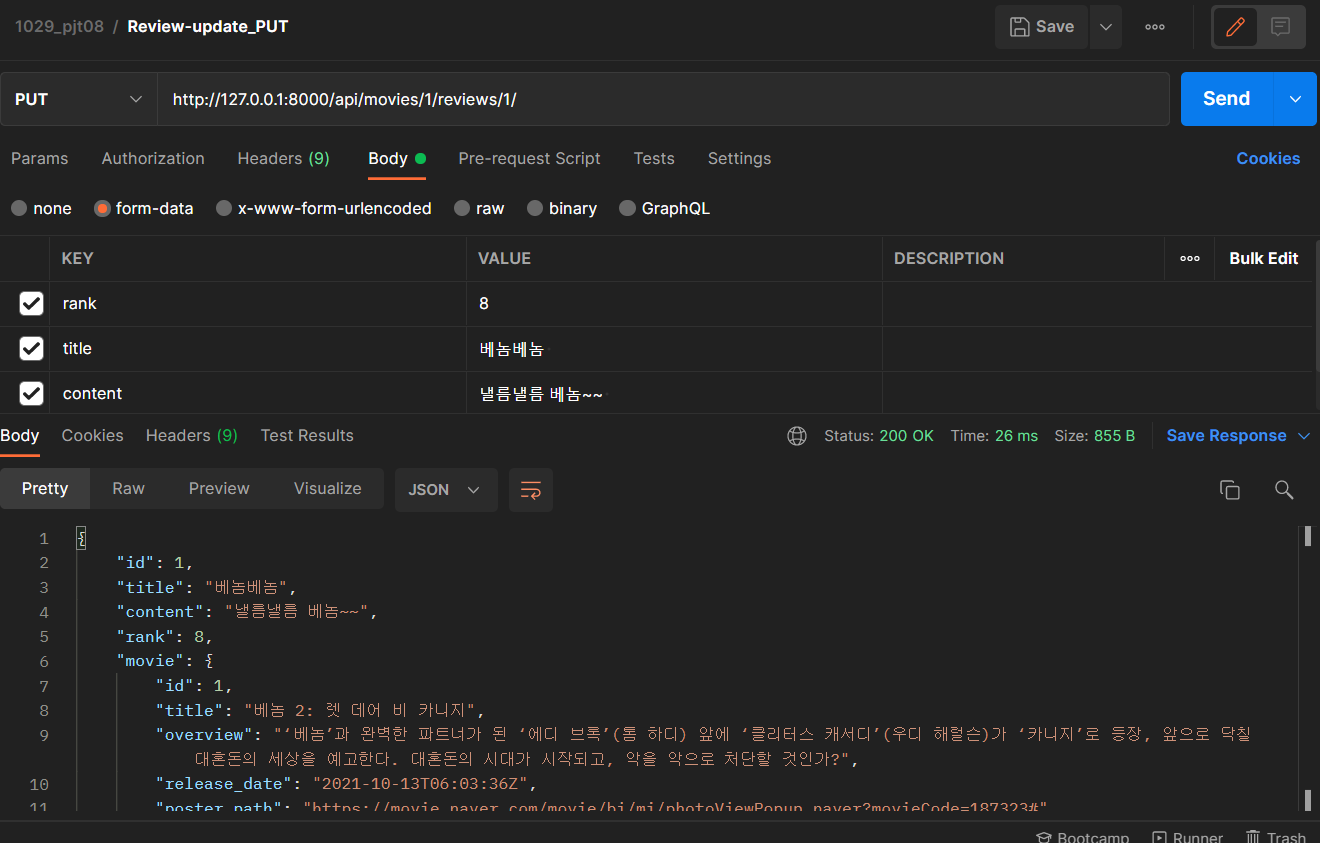 1029_pjt08 / Review-update_PUT
Save
PUT
http://127.0.0.1:8000/api/movies/1/reviews/1/
Send
Params Authorization Headers (9) Body Pre-request Script Tests Settings Cookies
none form-data x-www-form-urlencoded raw binary GraphQL
KEY VALUE DESCRIPTION Bulk Edit
rank 8
title 베놈베놈
content 낼름낼름 베놈~~
Body Cookies Headers (9) Test Results Status: 200 OK Time: 26 ms Size: 855 B Save Response
Pretty Raw Preview Visualize JSON
1 {
2 "id": 1,
3 "title": "베놈베놈",
4 "content": "낼름낼름 베놈~~",
5 "rank": 8,
6 "movie": {
7 "id": 1,
8 "title": "베놈 2: 렛 데어 비 카니지",
9 "overview": "‘베놈’과 완벽한 파트너가 된 ‘에디 브록’(톰 하디) 앞에 ‘클리터스 캐서디’(우디 해럴슨)가 ‘카니지’로 등장, 앞으로 닥칠
대혼돈의 세상을 예고한다. 대혼돈의 시대가 시작되고, 악을 악으로 처단할 것인가?",
10 "release_date": "2021-10-13T06:03:36Z",
11 "poster_path": "https://movie.naver.com/movie/bi/mi/photoViewPopup.naver?movieCode=187323#"
Bootcamp Runner Trash